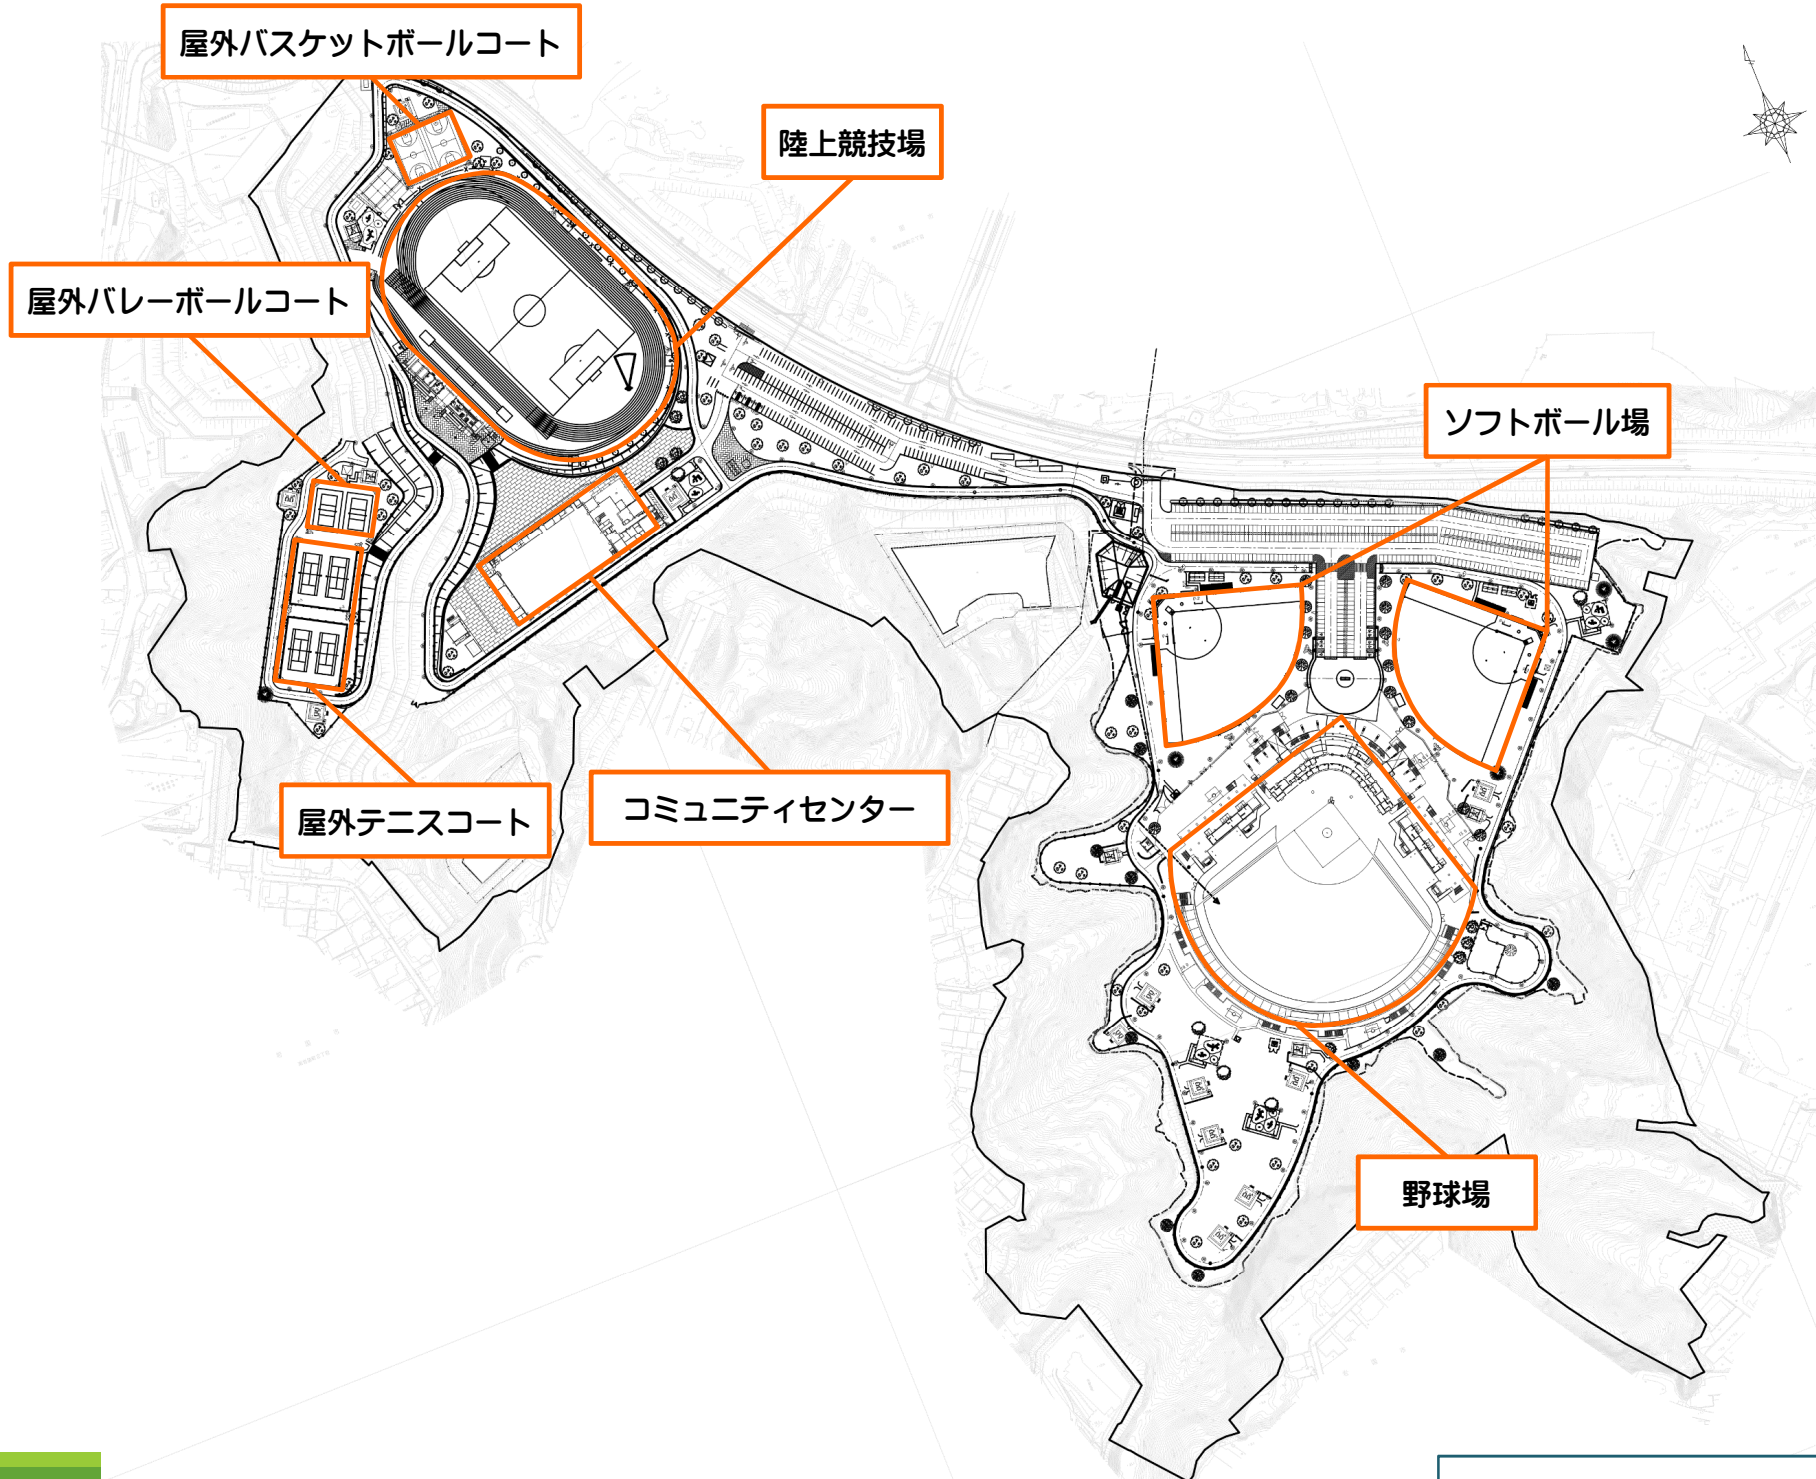 屋外バスケットボールコート
陸上競技場
屋外バレーボールコート
ソフトボール場
屋外テニスコート
コミュニティセンター
野球場